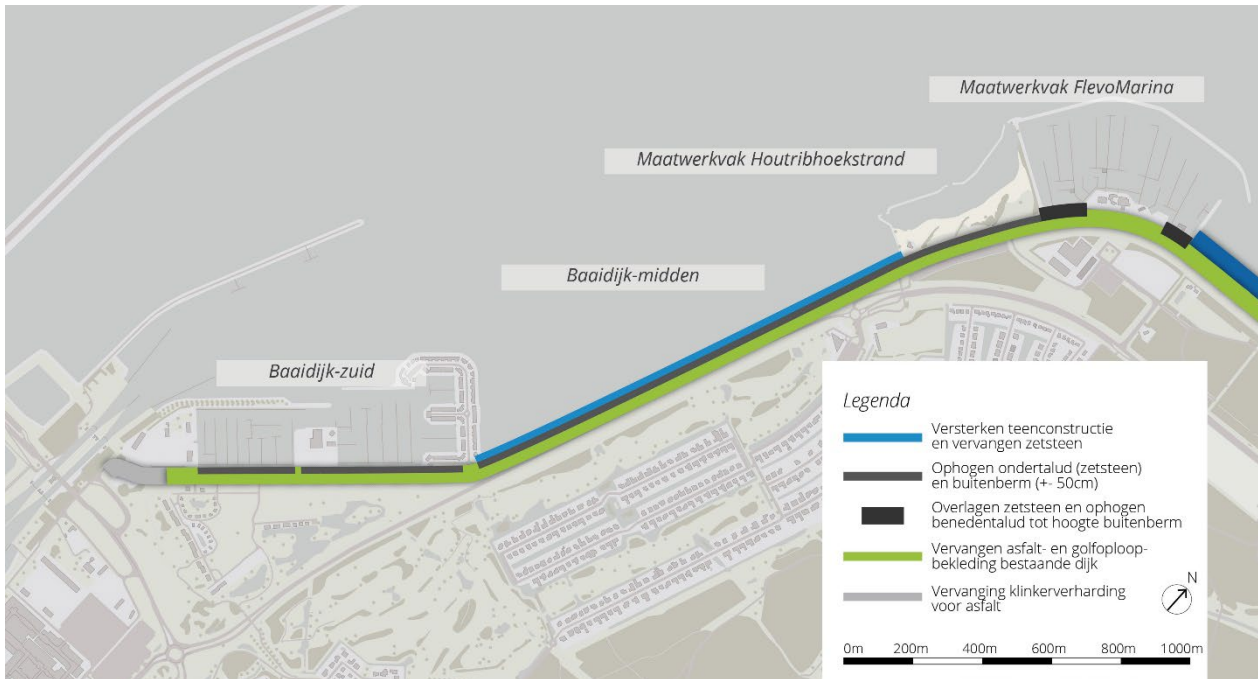 Maatwerkvak FlevoMarina
Maatwerkvak Houtribhoekstrand
Baaidijk-midden
Baaidijk-zuid
Legenda
Versterken teenconstructie
en vervangen zetsteen
Ophogen ondertalud (zetsteen)
en buitenberm (+- 50cm)
Overlagen zetsteen en ophogen
benedentalud tot hoogte buitenberm
Vervangen asfalt- en golfoploop-
bekleding bestaande dijk
Vervanging klinkerverharding
voor asfalt
N
0m 200m 400m 600m 800m 1000m